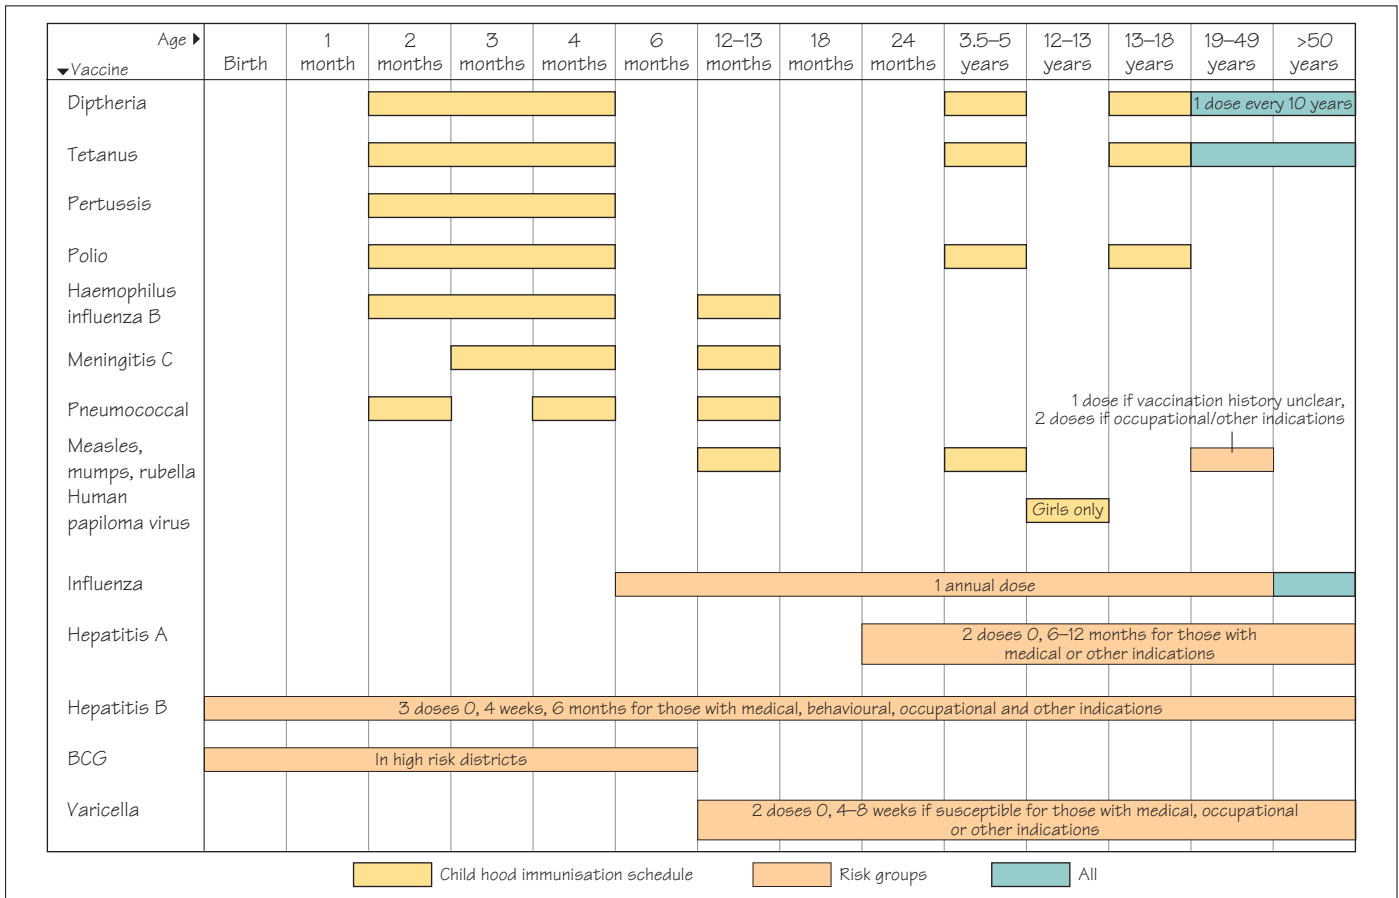 Age ▶
▼Vaccine
Birth
1
month
2
months
3
months
4
months
6
months
12–13
months
18
months
24
months
3.5–5
years
12–13
years
13–18
years
19–49
years
>50
years
Diptheria
1 dose every 10 years
Tetanus
Pertussis
Polio
Haemophilus
influenza B
Meningitis C
Pneumococcal
1 dose if vaccination history unclear,
2 doses if occupational/other indications
Measles,
mumps, rubella
Human
papiloma virus
Girls only
Influenza
1 annual dose
Hepatitis A
2 doses 0, 6–12 months for those with
medical or other indications
Hepatitis B
3 doses 0, 4 weeks, 6 months for those with medical, behavioural, occupational and other indications
BCG
In high risk districts
Varicella
2 doses 0, 4–8 weeks if susceptible for those with medical, occupational
or other indications
Child hood immunisation schedule
Risk groups
All